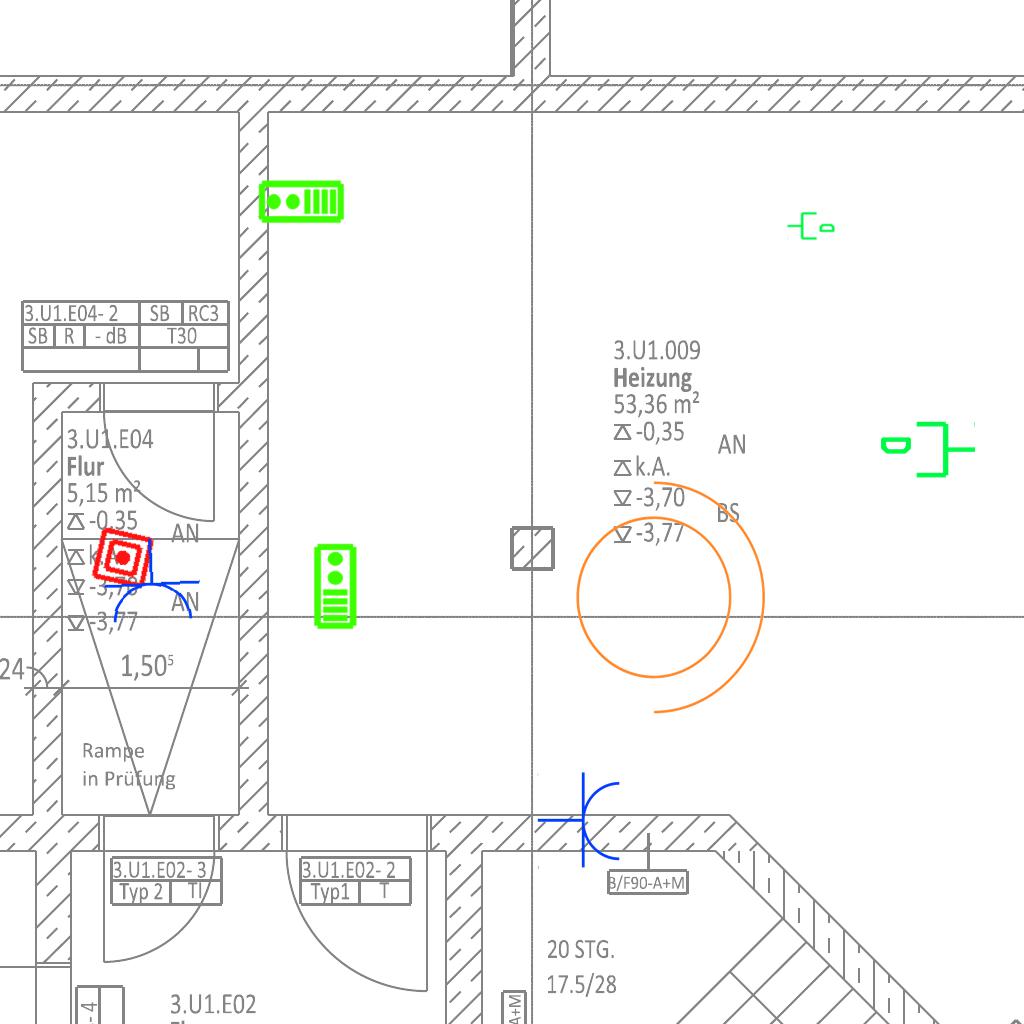 3.U1.E04- 2 SB RC3
SB R - dB T30
3.U1.E04
Flur
5,15 m²
-0,35
AN
-3,78
AN
-3,77
24
1,50⁵
Rampe
in Prüfung
3.U1.009
Heizung
53,36 m²
-0,35
AN
k.A.
-3,70
BS
-3,77
3.U1.E02- 3
Typ 2 TI
3.U1.E02- 2
Typ1 T
B/F90-A+M
20 STG.
17.5/28
3.U1.E02
- 4
A+M